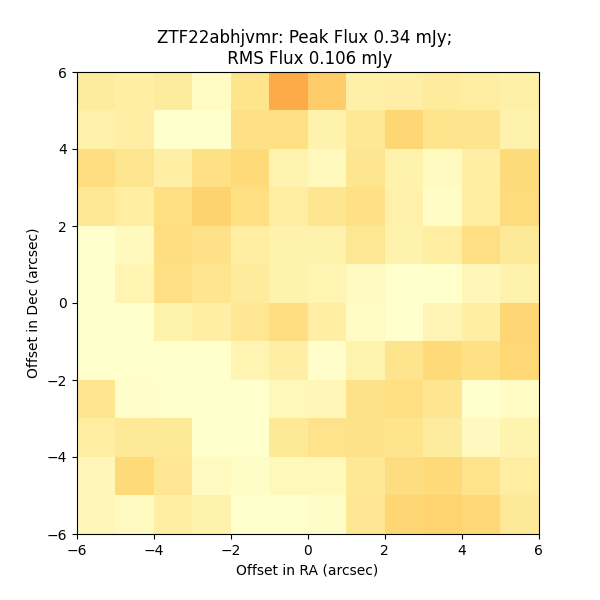 ZTF22abhjvmr: Peak Flux 0.34 mJy;
RMS Flux 0.106 mJy
6
4
2
0
−2
−4
−6
Offset in Dec (arcsec)
−6 −4 −2 0 2 4 6
Offset in RA (arcsec)